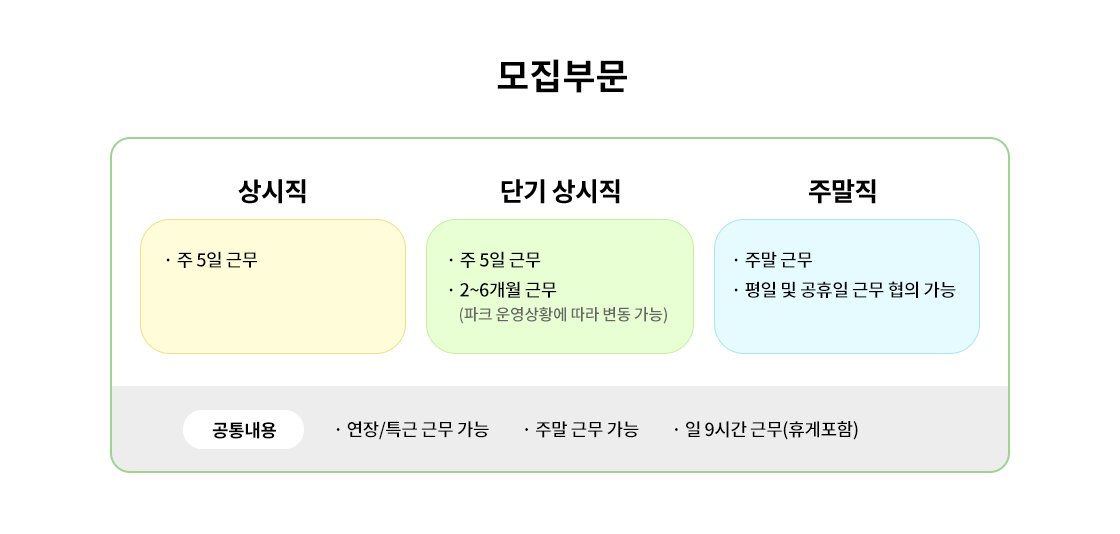 모집부문
상시직
· 주 5일 근무
단기 상시직
· 주 5일 근무
· 2~6개월 근무
(파크 운영상황에 따라 변동 가능)
주말직
· 주말 근무
· 평일 및 공휴일 근무 협의 가능
공통내용
· 연장/특근 근무 가능
· 주말 근무 가능
· 일 9시간 근무(휴게포함)